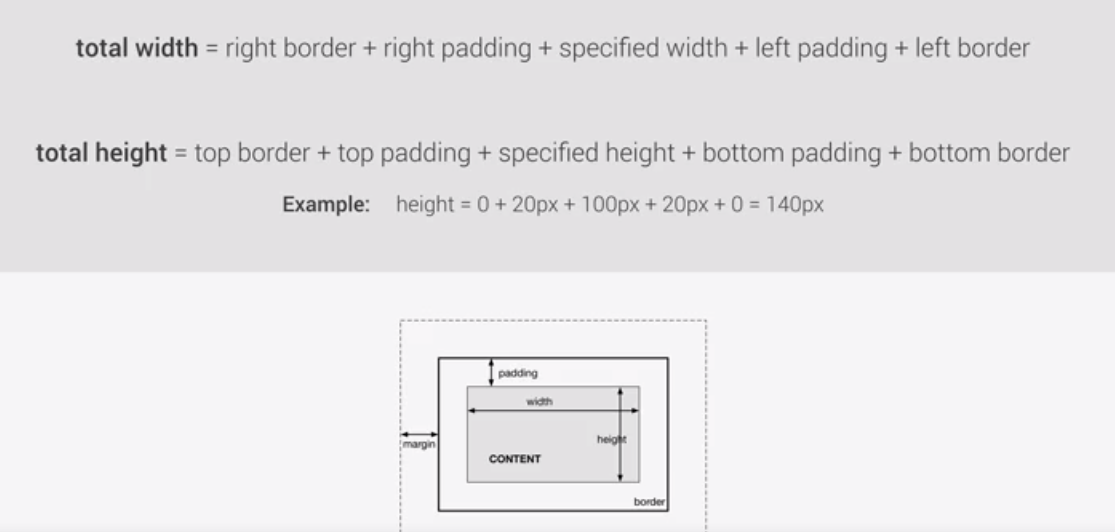 total width = right border + right padding + specified width + left padding + left border
total height = top border + top padding + specified height + bottom padding + bottom border
Example: height = 0 + 20px + 100px + 20px + 0 = 140px
padding
width
height
margin
CONTENT
border